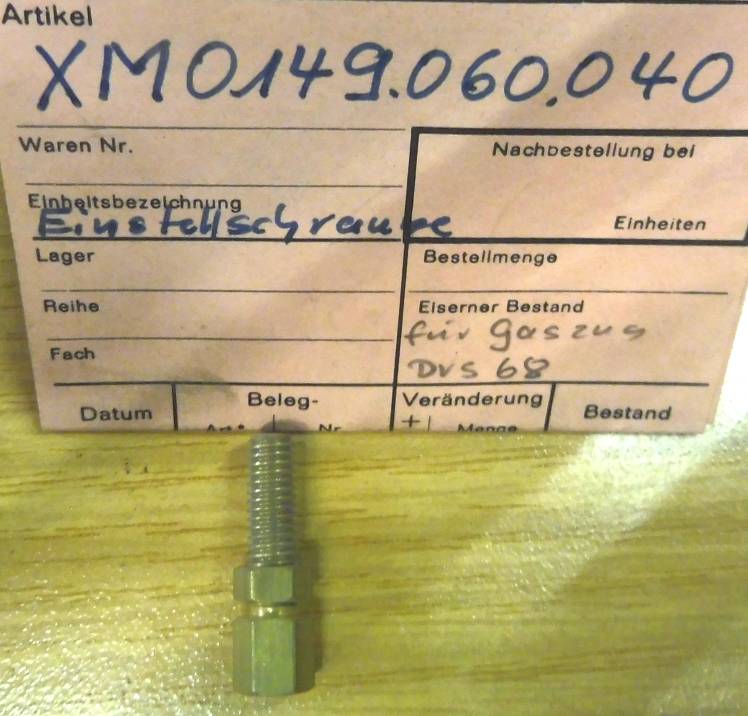 Artikel
XM0149.060.040
Waren Nr.
Nachbestellung bei
Einheitsbezeichnung
Einstellschraube
Einheiten
Lager
Bestellmenge
Reihe
Eiserner Bestand
für Gaszug
Fach
DVS 68
Datum
Beleg-
Veränderung
Bestand
Art.
Nr.
+
Menge